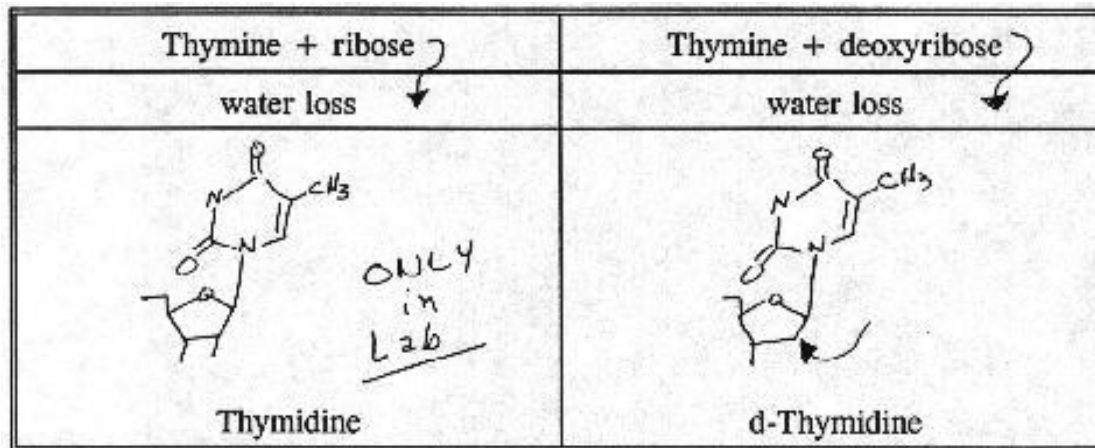 Thymine + ribose
Thymine + deoxyribose
water loss
water loss
O
N
CH3
N
O
O
ONLY
in
Lab
Thymidine
O
N
CH3
N
O
O
d-Thymidine